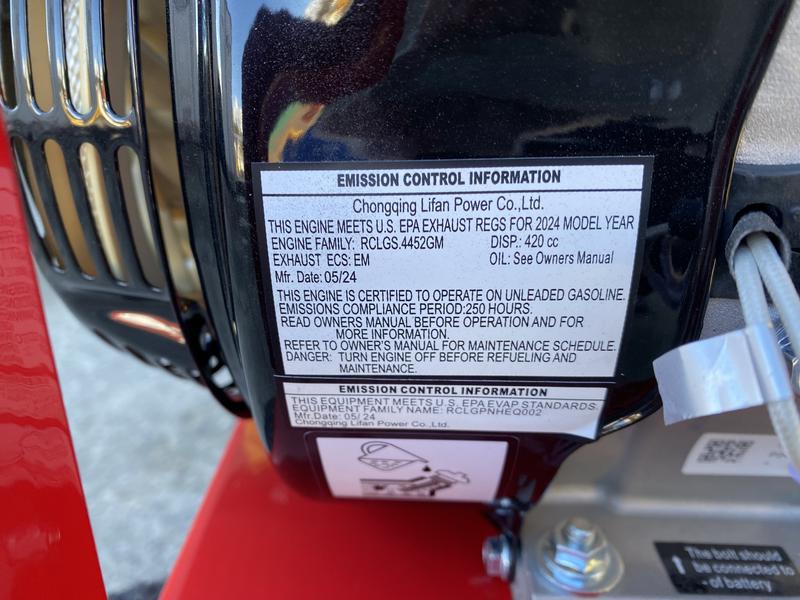 EMISSION CONTROL INFORMATION
Chongqing Lifan Power Co.,Ltd.
THIS ENGINE MEETS U.S. EPA EXHAUST REGS FOR 2024 MODEL YEAR
ENGINE FAMILY: RCLGS.4452GM DISP.: 420 cc
EXHAUST ECS: EM OIL: See Owners Manual
Mfr. Date: 05/24
THIS ENGINE IS CERTIFIED TO OPERATE ON UNLEADED GASOLINE.
EMISSIONS COMPLIANCE PERIOD:250 HOURS.
READ OWNERS MANUAL BEFORE OPERATION AND FOR
MORE INFORMATION.
REFER TO OWNER'S MANUAL FOR MAINTENANCE SCHEDULE.
DANGER: TURN ENGINE OFF BEFORE REFUELING AND
MAINTENANCE.
EMISSION CONTROL INFORMATION
THIS EQUIPMENT MEETS U.S. EPA EVAP STANDARDS.
EQUIPMENT FAMILY NAME: RCLGPNHEQ002
Mfr.Date: 05/ 24
Chongqing Lifan Power Co.,Ltd.
The bolt should
be connected to
- of battery